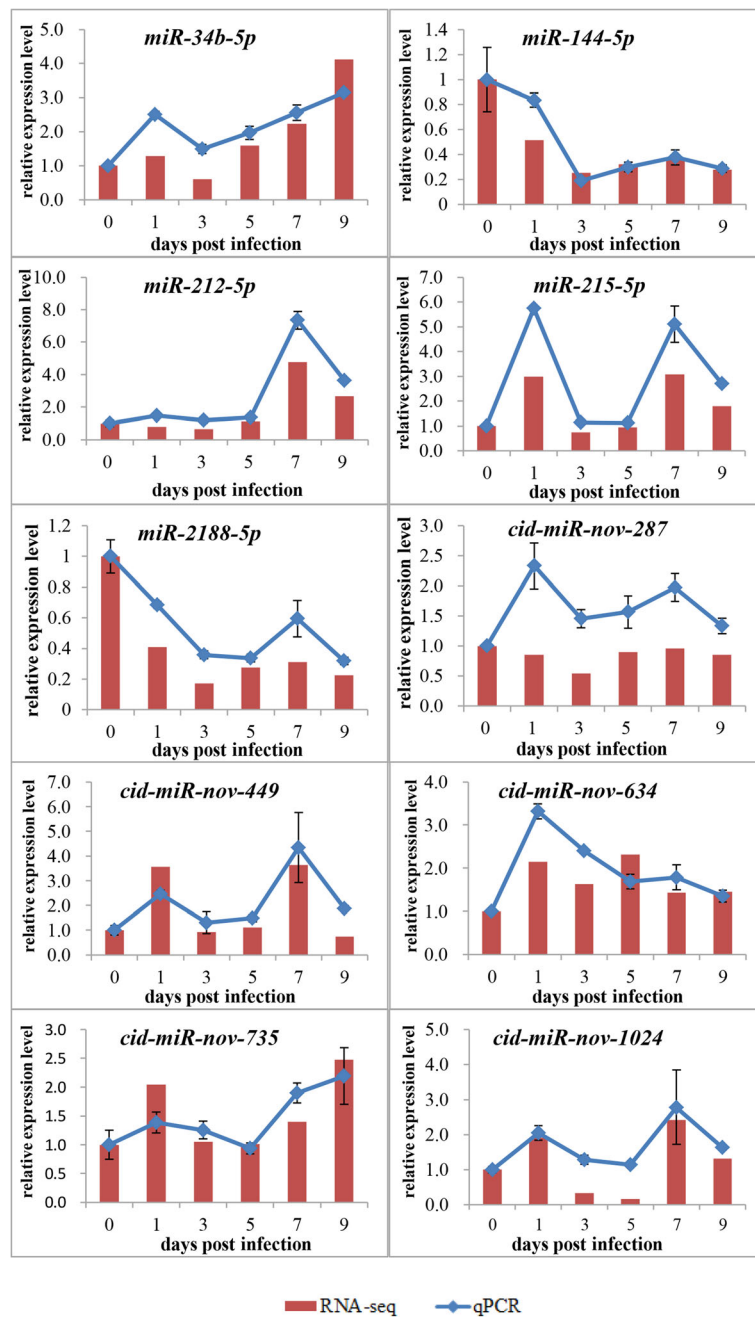 miR-34b-5p
relative expression level
5.0
4.0
3.0
2.0
1.0
0.0
0 1 3 5 7 9
days post infection
miR-144-5p
relative expression level
1.4
1.2
1
0.8
0.6
0.4
0.2
0
0 1 3 5 7 9
days post infection
miR-212-5p
relative expression level
10.0
8.0
6.0
4.0
2.0
0.0
0 1 3 5 7 9
days post infection
miR-215-5p
relative expression level
7.0
6.0
5.0
4.0
3.0
2.0
1.0
0.0
0 1 3 5 7 9
days post infection
miR-2188-5p
relative expression level
1.2
1
0.8
0.6
0.4
0.2
0
0 1 3 5 7 9
days post infection
cid-miR-nov-287
relative expression level
3.0
2.5
2.0
1.5
1.0
0.5
0.0
0 1 3 5 7 9
days post infection
cid-miR-nov-449
relative expression level
7.0
6.0
5.0
4.0
3.0
2.0
1.0
0.0
0 1 3 5 7 9
days post infection
cid-miR-nov-634
relative expression level
4.0
3.0
2.0
1.0
0.0
0 1 3 5 7 9
days post infection
cid-miR-nov-735
relative expression level
3.0
2.5
2.0
1.5
1.0
0.5
0.0
0 1 3 5 7 9
days post infection
cid-miR-nov-1024
relative expression level
5.0
4.0
3.0
2.0
1.0
0.0
0 1 3 5 7 9
days post infection
RNA-seq qPCR